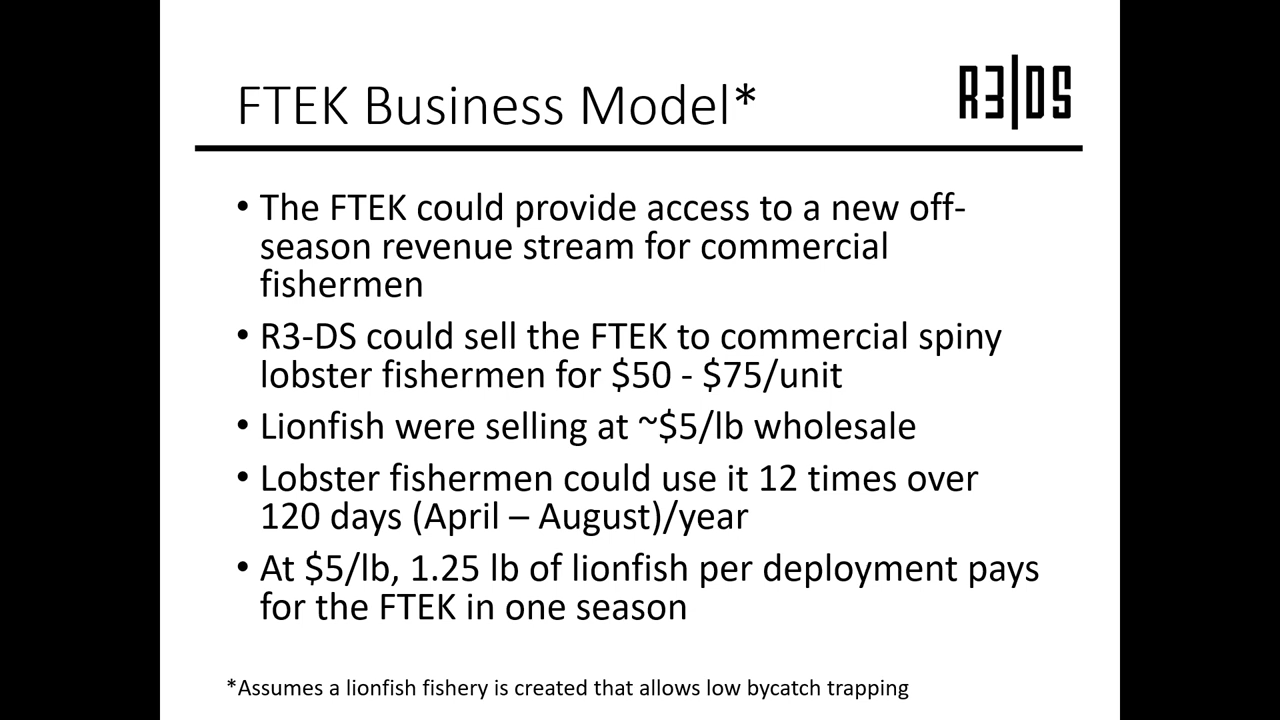 FTEK Business Model*
R3|DS
• The FTEK could provide access to a new off-
season revenue stream for commercial
fishermen
• R3-DS could sell the FTEK to commercial spiny
lobster fishermen for $50 - $75/unit
• Lionfish were selling at ~$5/lb wholesale
• Lobster fishermen could use it 12 times over
120 days (April – August)/year
• At $5/lb, 1.25 lb of lionfish per deployment pays
for the FTEK in one season
*Assumes a lionfish fishery is created that allows low bycatch trapping